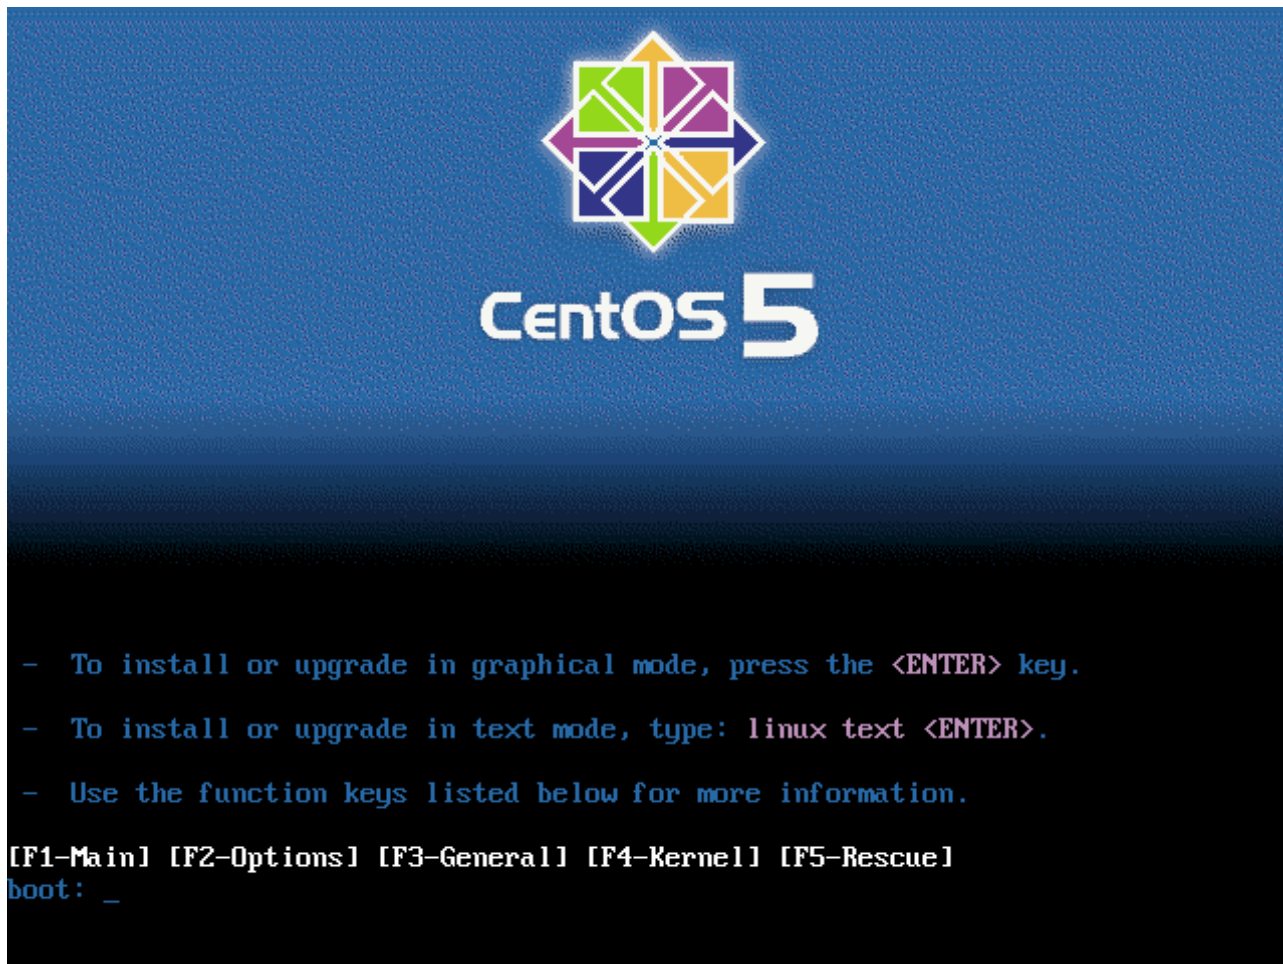 CentOS 5
- To install or upgrade in graphical mode, press the <ENTER> key.
- To install or upgrade in text mode, type: linux text <ENTER>.
- Use the function keys listed below for more information.
[F1-Main] [F2-Options] [F3-General] [F4-Kernel] [F5-Rescue]
boot: _